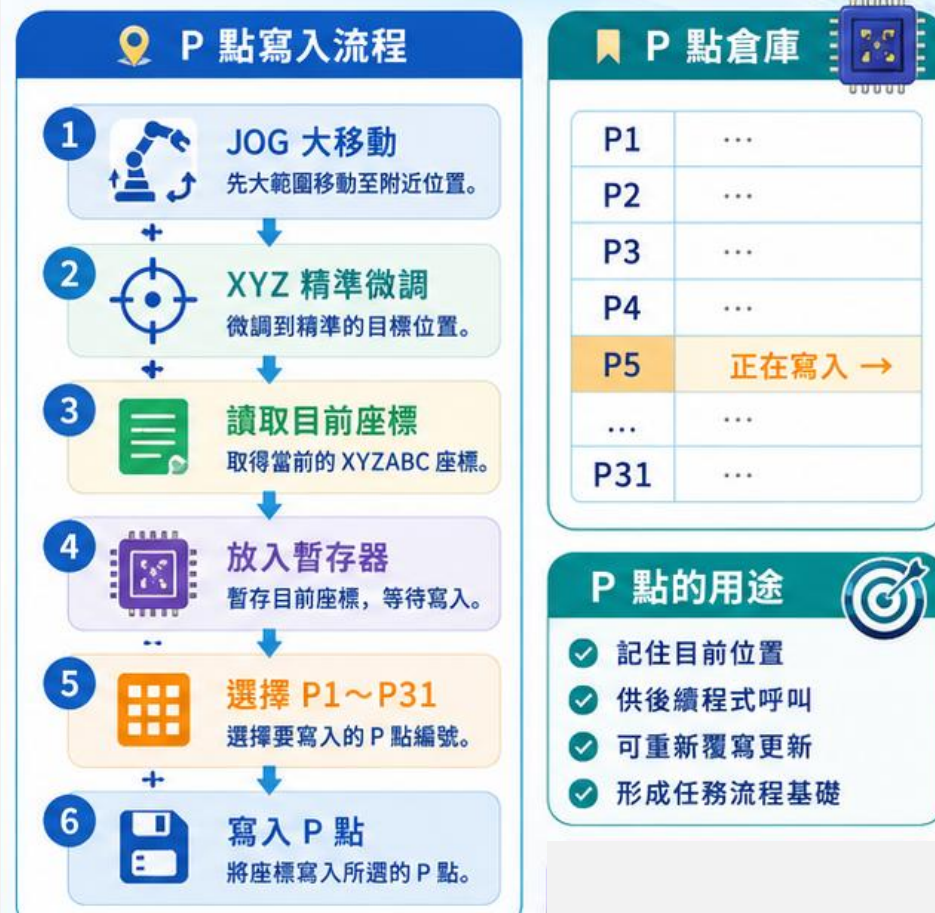 P 點寫入流程
1
JOG 大移動
先大範圍移動至附近位置。
2
XYZ 精準微調
微調到精準的目標位置。
3
讀取目前座標
取得當前的 XYZABC 座標。
4
放入暫存器
暫存目前座標，等待寫入。
5
選擇 P1～P31
選擇要寫入的 P 點編號。
6
寫入 P 點
將座標寫入所選的 P 點。
P 點倉庫
P1 ...
P2 ...
P3 ...
P4 ...
P5 正在寫入 →
... ...
P31 ...
P 點的用途
記住目前位置
供後續程式呼叫
可重新覆寫更新
形成任務流程基礎